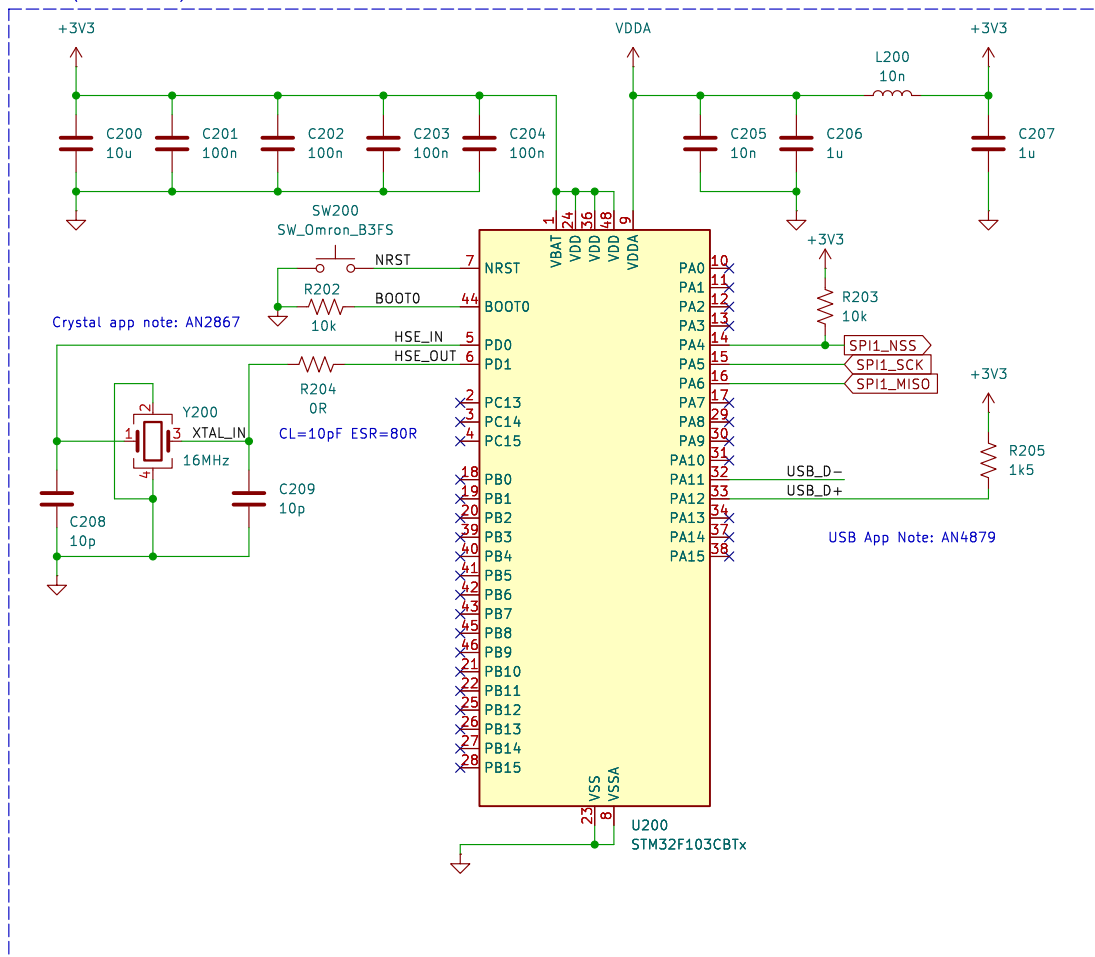 +3V3
VDDA
+3V3
L200
10n
C200
10u
C201
100n
C202
100n
C203
100n
C204
100n
C205
10n
C206
1u
C207
1u
SW200
SW_Omron_B3FS
1
24
36
48
9
VBAT
VDD
VDD
VDD
VDDA
+3V3
NRST
7
NRST
R202
10k
BOOT0
44
BOOT0
Crystal app note: AN2867
HSE_IN
5
PD0
HSE_OUT
6
PD1
R204
0R
Y200
16MHz
1
2
3
4
XTAL_IN
CL=10pF ESR=80R
C208
10p
C209
10p
2
PC13
3
PC14
4
PC15
18
PB0
19
PB1
20
PB2
39
PB3
40
PB4
41
PB5
42
PB6
43
PB7
45
PB8
46
PB9
21
PB10
22
PB11
25
PB12
26
PB13
27
PB14
28
PB15
PA0
10
PA1
11
PA2
12
PA3
13
PA4
14
PA5
15
PA6
16
PA7
17
PA8
29
PA9
30
PA10
31
PA11
32
PA12
33
PA13
34
PA14
37
PA15
38
R203
10k
SPI1_NSS
SPI1_SCK
SPI1_MISO
+3V3
R205
1k5
USB_D-
USB_D+
USB App Note: AN4879
VSS
VSSA
23
8
U200
STM32F103CBTx